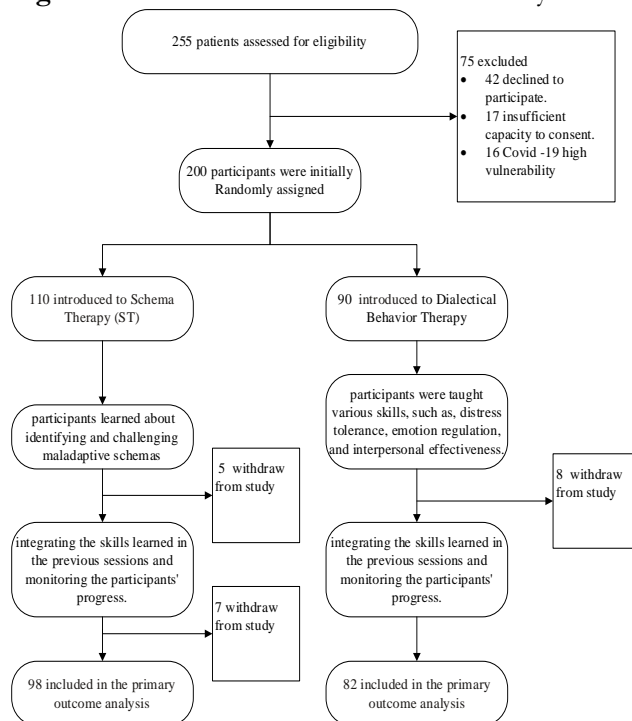 255 patients assessed for eligibility
75 excluded
• 42 declined to
participate.
• 17 insufficient
capacity to consent.
• 16 Covid -19 high
vulnerability
200 participants were initially
Randomly assigned
110 introduced to Schema
Therapy (ST)
90 introduced to Dialectical
Behavior Therapy
participants learned about
identifying and challenging
maladaptive schemas
participants were taught
various skills, such as, distress
tolerance, emotion regulation,
and interpersonal effectiveness.
5 withdraw
from study
8 withdraw
from study
integrating the skills learned in
the previous sessions and
monitoring the participants'
progress.
integrating the skills learned in
the previous sessions and
monitoring the participants'
progress.
7 withdraw
from study
98 included in the primary
outcome analysis
82 included in the primary
outcome analysis